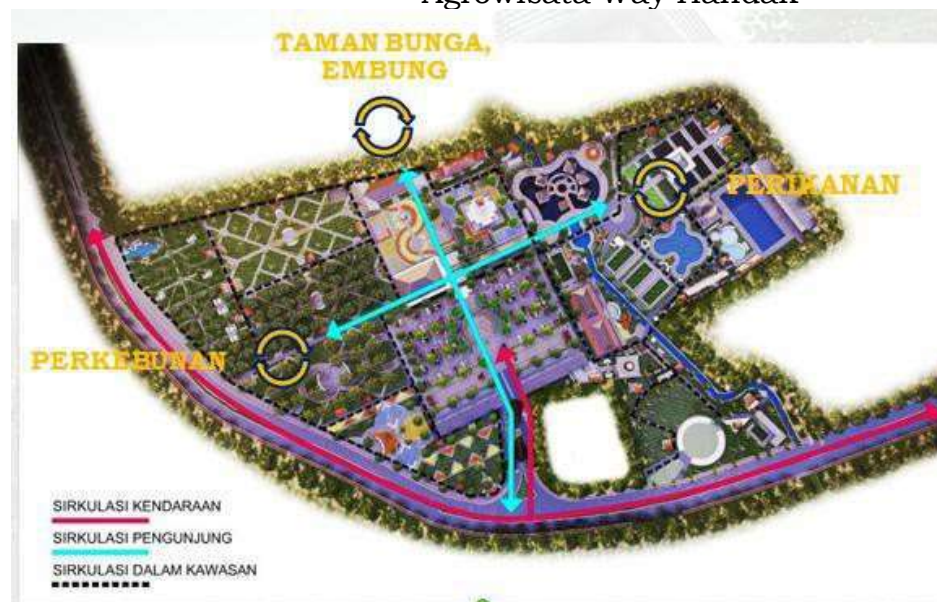 Agrowisata Way Handak
TAMAN BUNGA,
EMBUNG
PERIKANAN
PERKEBUNAN
SIRKULASI KENDARAAN
SIRKULASI PENGUNJUNG
SIRKULASI DALAM KAWASAN